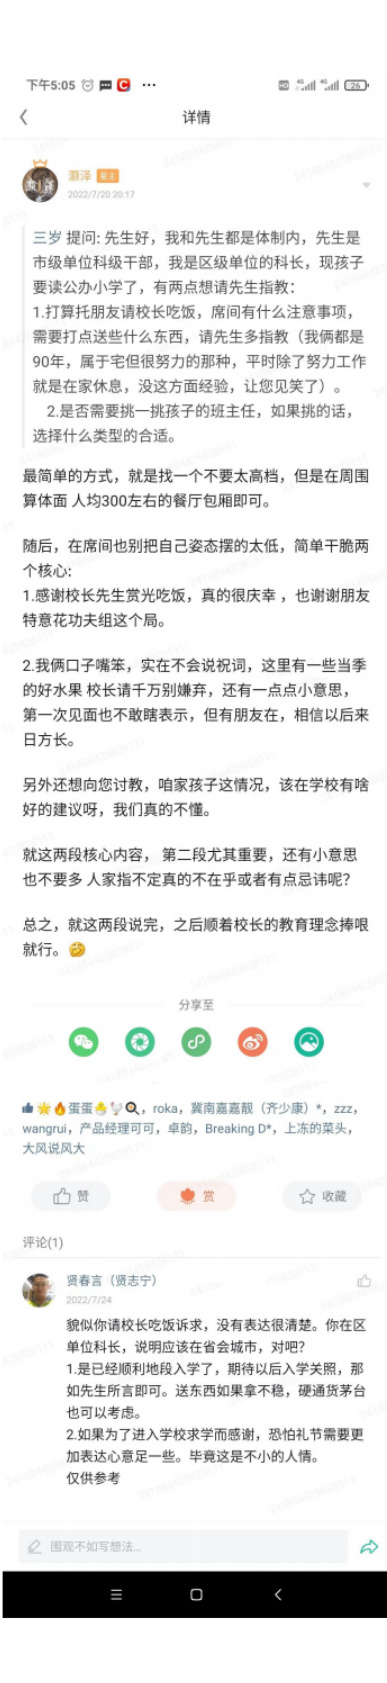 下午5:05 ···
4G 4G 26
详情
灏泽 星主
2022/7/20 20:17
三岁 提问: 先生好，我和先生都是体制内，先生是
市级单位科级干部，我是区级单位的科长，现孩子
要读公办小学了，有两点想请先生指教：
1.打算托朋友请校长吃饭，席间有什么注意事项，
需要打点送些什么东西，请先生多指教（我俩都是
90年，属于宅但很努力的那种，平时除了努力工作
就是在家休息，没这方面经验，让您见笑了）。
2.是否需要挑一挑孩子的班主任，如果挑的话，
选择什么类型的合适。
最简单的方式，就是找一个不要太高档，但是在周围
算体面 人均300左右的餐厅包厢即可。
随后，在席间也别把自己姿态摆的太低，简单干脆两
个核心:
1.感谢校长先生赏光吃饭，真的很庆幸 ，也谢谢朋友
特意花功夫组这个局。
2.我俩口子嘴笨，实在不会说祝词，这里有一些当季
的好水果 校长请千万别嫌弃，还有一点点小意思，
第一次见面也不敢瞎表示，但有朋友在，相信以后来
日方长。
另外还想向您讨教，咱家孩子这情况，该在学校有啥
好的建议呀，我们真的不懂。
就这两段核心内容， 第二段尤其重要，还有小意思
也不要多 人家指不定真的不在乎或者有点忌讳呢？
总之，就这两段说完，之后顺着校长的教育理念捧哏
就行。🤣
分享至
蛋蛋，roka，冀南嘉嘉靓（齐少康）*，zzz，
wangrui，产品经理可可，卓韵，Breaking D*，上冻的菜头，
大风说风大
赞 赏 收藏
评论(1)
贤春言（贤志宁）
2022/7/24
貌似你请校长吃饭诉求，没有表达很清楚。你在区
单位科长，说明应该在省会城市，对吧？
1.是已经顺利地段入学了，期待以后入学关照，那
如先生所言即可。送东西如果拿不稳，硬通货茅台
也可以考虑。
2.如果为了进入学校求学而感谢，恐怕礼节需要更
加表达心意足一些。毕竟这是不小的人情。
仅供参考
围观不如写想法...